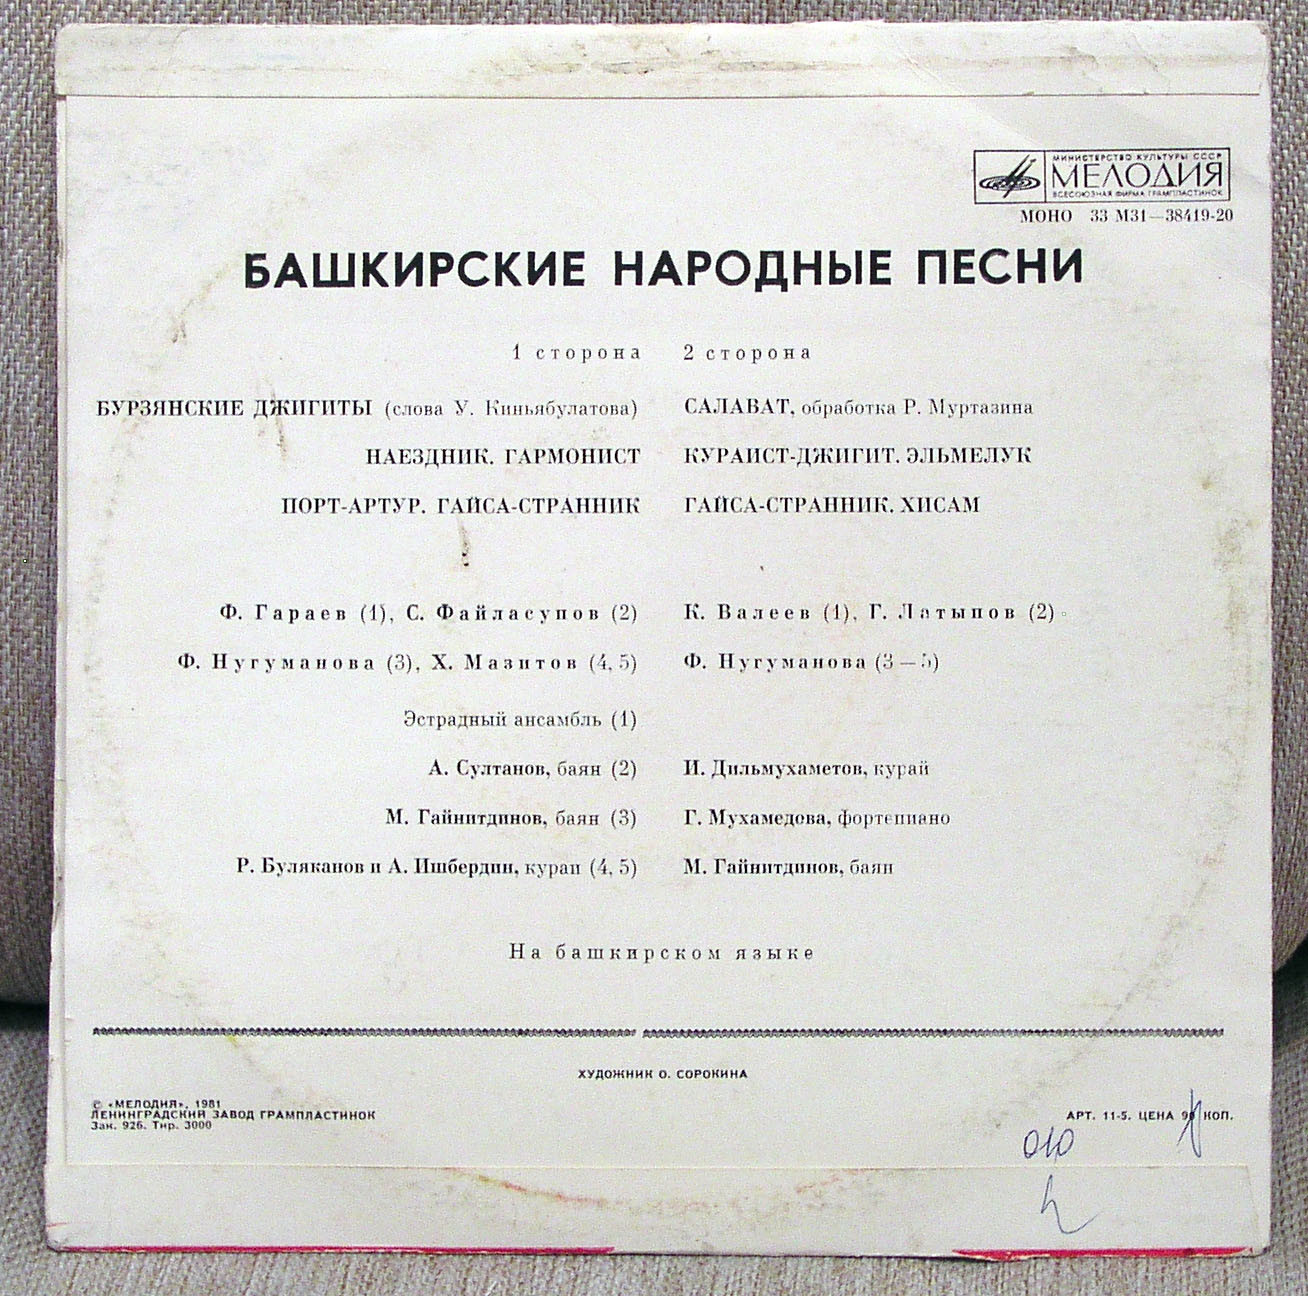 МИНИСТЕРСТВО КУЛЬТУРЫ СССР
МЕЛОДИЯ
ВСЕСОЮЗНАЯ ФИРМА ГРАМПЛАСТИНОК
МОНО 33 М31—38419-20
БАШКИРСКИЕ НАРОДНЫЕ ПЕСНИ
1 сторона
БУРЗЯНСКИЕ ДЖИГИТЫ (слова У. Киньябулатова)
НАЕЗДНИК. ГАРМОНИСТ
ПОРТ-АРТУР. ГАЙСА-СТРАННИК
Ф. Гараев (1), С. Файласупов (2)
Ф. Нугуманова (3), Х. Мазитов (4, 5)
Эстрадный ансамбль (1)
А. Султанов, баян (2)
М. Гайнитдинов, баян (3)
Р. Буляканов и А. Ишбердин, кураи (4, 5)
2 сторона
САЛАВАТ, обработка Р. Муртазина
КУРАИСТ-ДЖИГИТ. ЭЛЬМЕЛУК
ГАЙСА-СТРАННИК. ХИСАМ
К. Валеев (1), Г. Латыпов (2)
Ф. Нугуманова (3—5)
И. Дильмухаметов, курай
Г. Мухамедова, фортепиано
М. Гайнитдинов, баян
На башкирском языке
ХУДОЖНИК О. СОРОКИНА
© «МЕЛОДИЯ», 1981
ЛЕНИНГРАДСКИЙ ЗАВОД ГРАМПЛАСТИНОК
Зак. 926. Тир. 3000
АРТ. 11-5. ЦЕНА КОП.